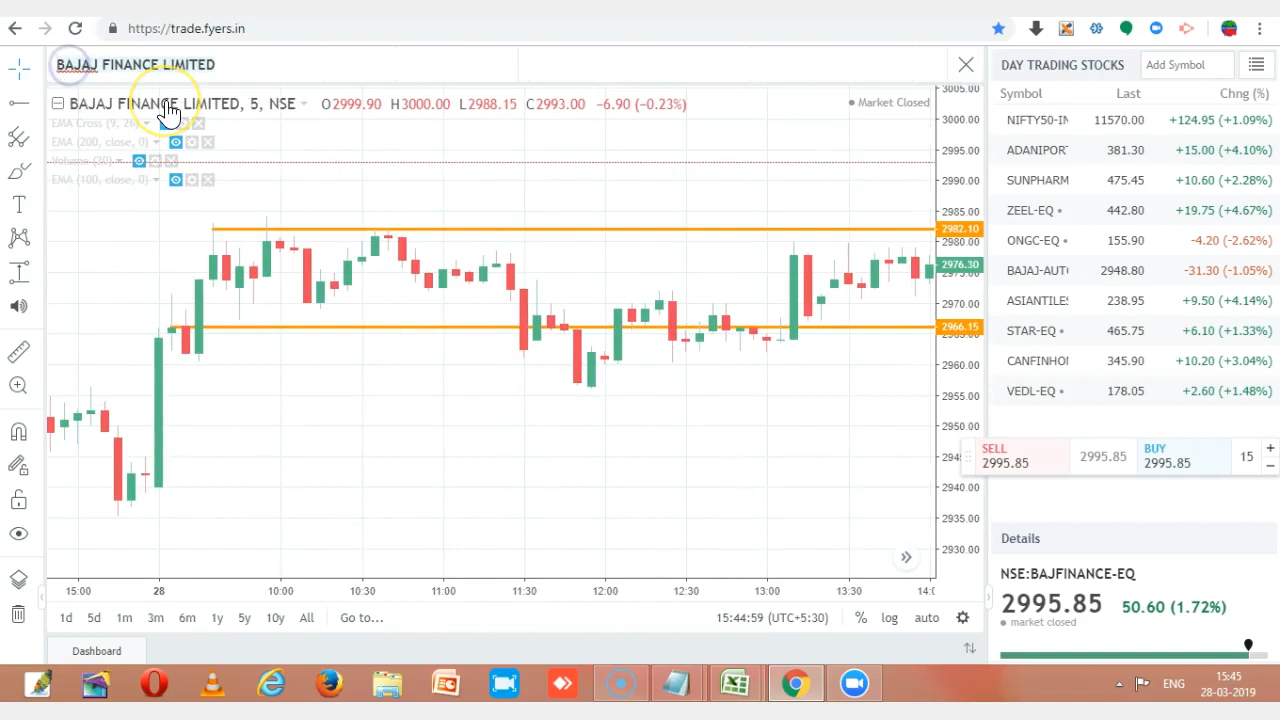 https://trade.fyers.in
BAJAJ FINANCE LIMITED
BAJAJ FINANCE LIMITED, 5, NSE O2999.90 H3000.00 L2988.15 C2993.00 −6.90 (−0.23%)
Market Closed
EMA Cross (9, 26)
EMA (200, close, 0)
Volume (20)
EMA (100, close, 0)
3005.00
3000.00
2995.00
2990.00
2985.00
2982.10
2980.00
2976.30
2975.00
2970.00
2966.15
2965.00
2960.00
2955.00
2950.00
2940.00
2935.00
2930.00
15:00 28 10:00 10:30 11:00 11:30 12:00 12:30 13:00 13:30
1d 5d 1m 3m 6m 1y 5y 10y All Go to... 15:44:59 (UTC+5:30) % log auto
Dashboard
DAY TRADING STOCKS Add Symbol
Symbol Last Chng (%)
NIFTY50-IN 11570.00 +124.95 (+1.09%)
ADANIPOR 381.30 +15.00 (+4.10%)
SUNPHARM 475.45 +10.60 (+2.28%)
ZEEL-EQ 442.80 +19.75 (+4.67%)
ONGC-EQ 155.90 -4.20 (-2.62%)
BAJAJ-AUT 2948.80 -31.30 (-1.05%)
ASIANTILE 238.95 +9.50 (+4.14%)
STAR-EQ 465.75 +6.10 (+1.33%)
CANFINHO 345.90 +10.20 (+3.04%)
VEDL-EQ 178.05 +2.60 (+1.48%)
SELL BUY
2995.85 2995.85 2995.85 15 + −
Details
NSE:BAJFINANCE-EQ
2995.85 50.60 (1.72%)
market closed
ENG
15:45
28-03-2019